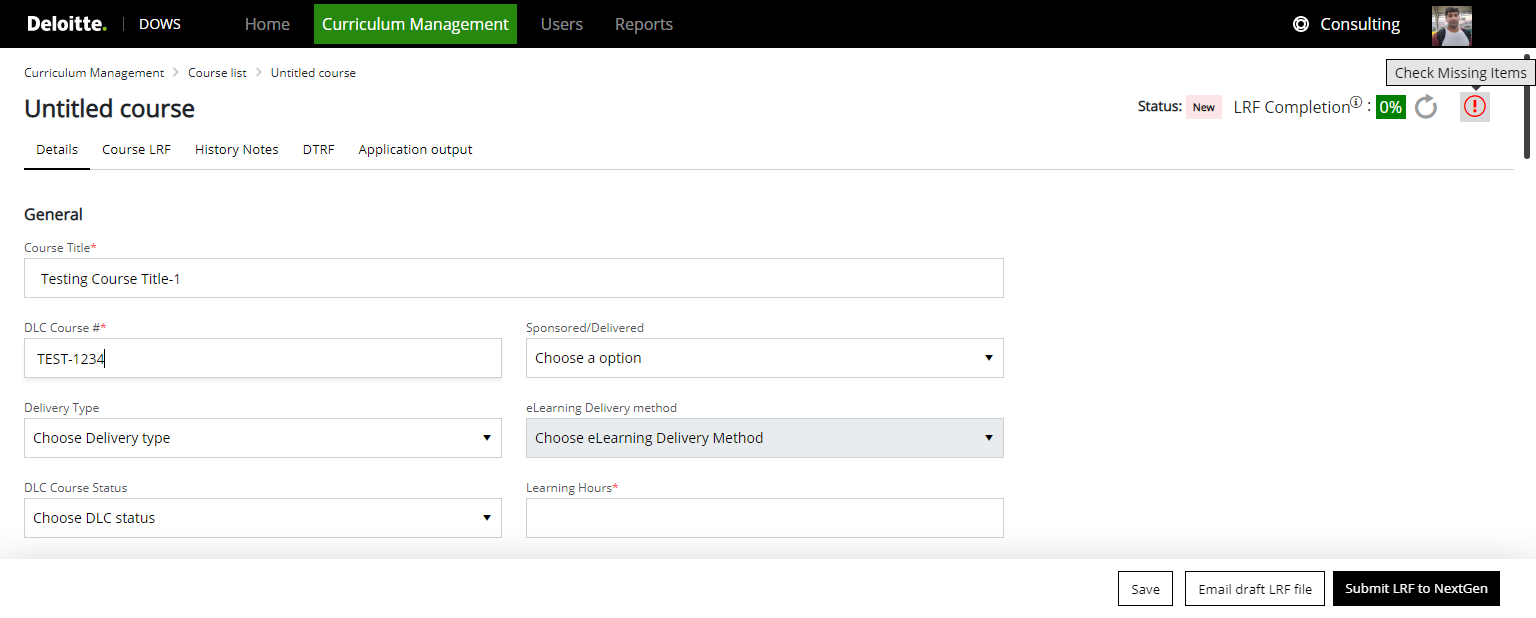 Deloitte. DOWS Home Curriculum Management Users Reports Consulting
Curriculum Management Course list Untitled course
Check Missing Items
Untitled course
Status: New LRF Completion : 0%
Details Course LRF History Notes DTRF Application output
General
Course Title*
Testing Course Title-1
DLC Course #* Sponsored/Delivered
TEST-1234 Choose a option
Delivery Type eLearning Delivery method
Choose Delivery type Choose eLearning Delivery Method
DLC Course Status Learning Hours*
Choose DLC status
Save Email draft LRF file Submit LRF to NextGen